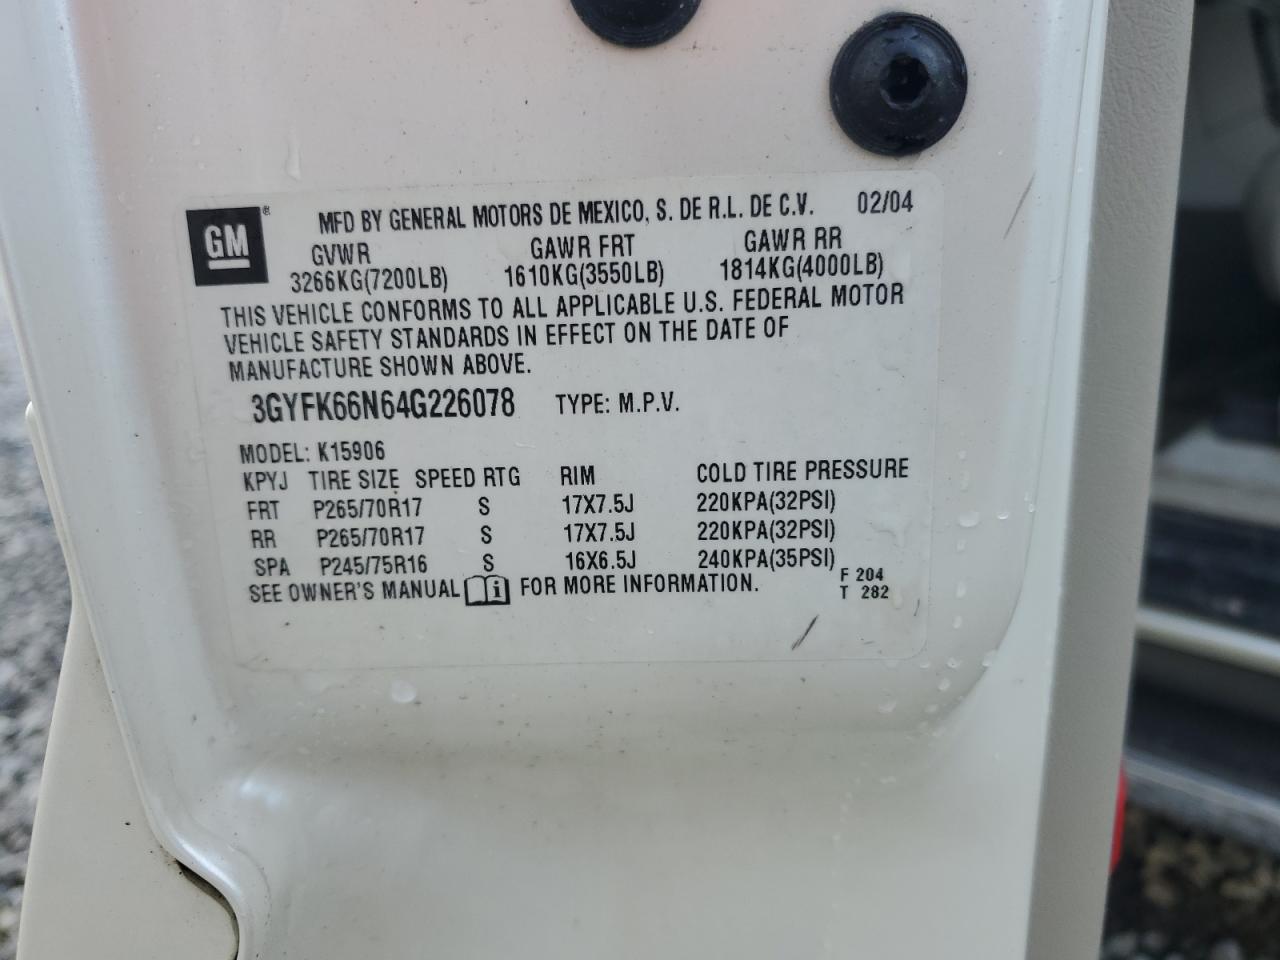 GM ® MFD BY GENERAL MOTORS DE MEXICO, S. DE R.L. DE C.V. 02/04
GVWR GAWR FRT GAWR RR
3266KG(7200LB) 1610KG(3550LB) 1814KG(4000LB)
THIS VEHICLE CONFORMS TO ALL APPLICABLE U.S. FEDERAL MOTOR
VEHICLE SAFETY STANDARDS IN EFFECT ON THE DATE OF
MANUFACTURE SHOWN ABOVE.
3GYFK66N64G226078 TYPE: M.P.V.
MODEL: K15906
KPYJ TIRE SIZE SPEED RTG RIM COLD TIRE PRESSURE
FRT P265/70R17 S 17X7.5J 220KPA(32PSI)
RR P265/70R17 S 17X7.5J 220KPA(32PSI)
SPA P245/75R16 S 16X6.5J 240KPA(35PSI)
SEE OWNER'S MANUAL i FOR MORE INFORMATION.
F 204
T 282